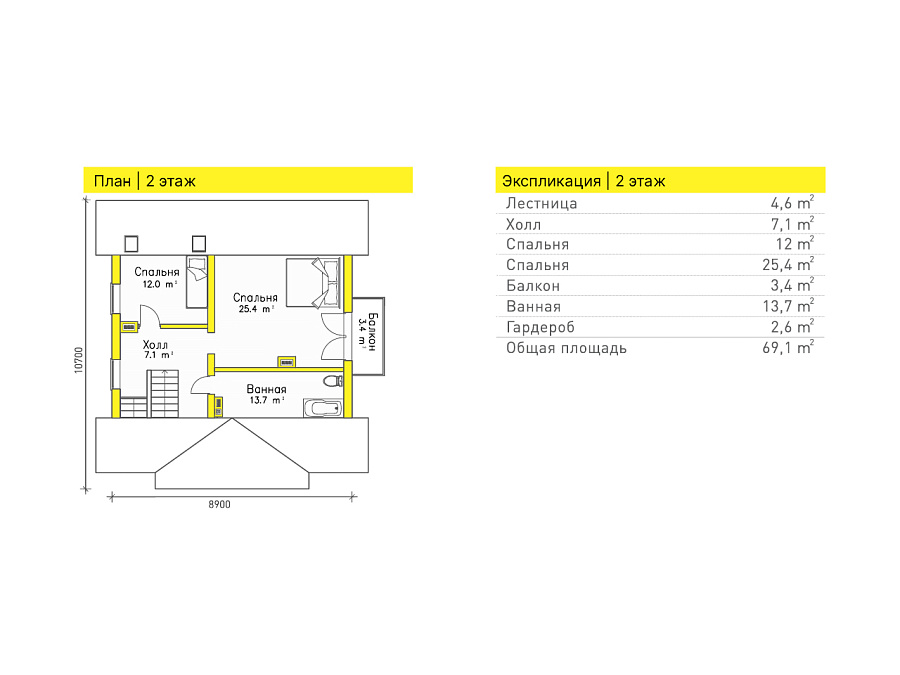 План | 2 этаж
Спальня
12.0 m²
Спальня
25.4 m²
Балкон
3.4 m²
Холл
7.1 m²
Ванная
13.7 m²
10700
8900
Экспликация | 2 этаж
Лестница 4,6 m²
Холл 7,1 m²
Спальня 12 m²
Спальня 25,4 m²
Балкон 3,4 m²
Ванная 13,7 m²
Гардероб 2,6 m²
Общая площадь 69,1 m²